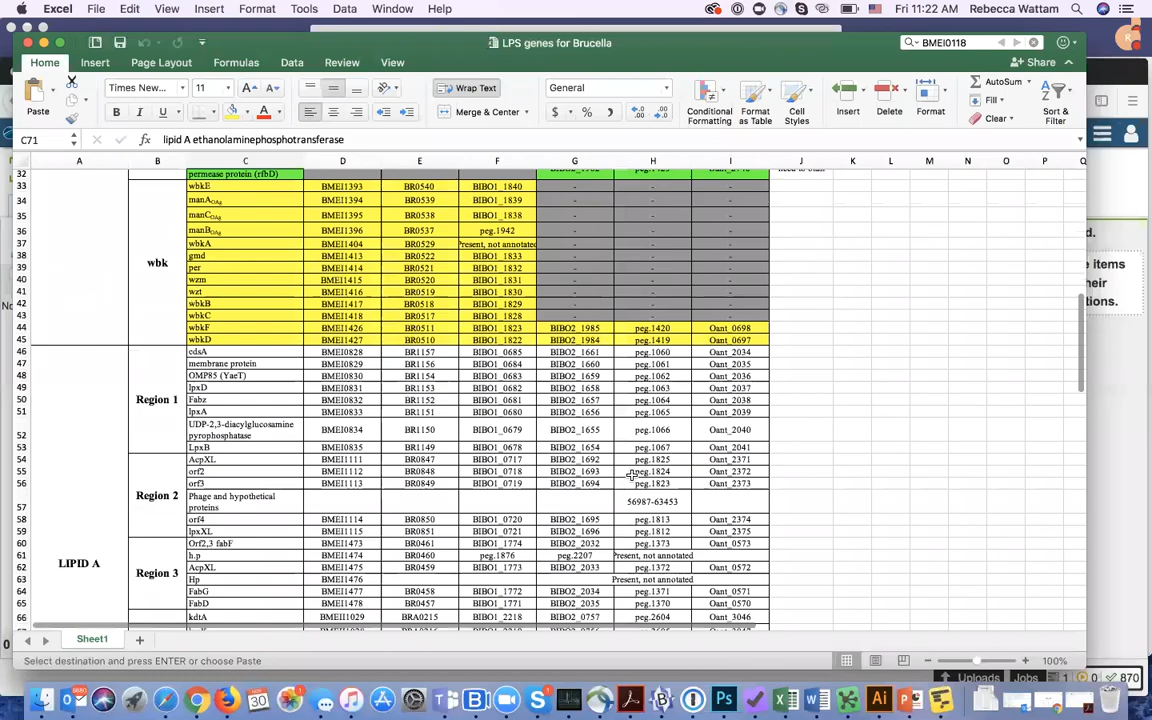 Excel File Edit View Insert Format Tools Data Window Help Fri 11:22 AM Rebecca Wattam
LPS genes for Brucella BMEI0118
Home Insert Page Layout Formulas Data Review View Share
Paste Times New... 11 Wrap Text General Conditional Formatting Format as Table Cell Styles Insert Delete Format AutoSum Fill Clear Sort & Filter
B I U A Merge & Center $ % )
C71 fx lipid A ethanolaminephosphotransferase
A B C D E F G H I J K L M N O P Q
32 permease protein (rfbD)
33 wbkE BMEI1393 BR0540 BIBO1_1840 - - -
34 manAOAg BMEI1394 BR0539 BIBO1_1839 - - -
35 manCOAg BMEI1395 BR0538 BIBO1_1838 - - -
36 manBOAg BMEI1396 BR0537 peg.1942 - - -
37 wbkA BMEI1404 BR0529 Present, not annotated - - -
wbk
38 gmd BMEI1413 BR0522 BIBO1_1833 - - -
39 per BMEI1414 BR0521 BIBO1_1832 - - -
40 wzm BMEI1415 BR0520 BIBO1_1831 - - -
41 wzt BMEI1416 BR0519 BIBO1_1830 - - -
42 wbkB BMEI1417 BR0518 BIBO1_1829 - - -
43 wbkC BMEI1418 BR0517 BIBO1_1828 - - -
44 wbkF BMEI1426 BR0511 BIBO1_1823 BIBO2_1985 peg.1420 Oant_0698
45 wbkD BMEI1427 BR0510 BIBO1_1822 BIBO2_1984 peg.1419 Oant_0697
46 cdsA BMEI0828 BR1157 BIBO1_0685 BIBO2_1661 peg.1060 Oant_2034
47 membrane protein BMEI0829 BR1156 BIBO1_0684 BIBO2_1660 peg.1061 Oant_2035
48 OMP85 (YaeT) BMEI0830 BR1154 BIBO1_0683 BIBO2_1659 peg.1062 Oant_2036
49 lpxD BMEI0831 BR1153 BIBO1_0682 BIBO2_1658 peg.1063 Oant_2037
50 Region 1 Fabz BMEI0832 BR1152 BIBO1_0681 BIBO2_1657 peg.1064 Oant_2038
51 lpxA BMEI0833 BR1151 BIBO1_0680 BIBO2_1656 peg.1065 Oant_2039
52 UDP-2,3-diacylglucosamine pyrophosphatase BMEI0834 BR1150 BIBO1_0679 BIBO2_1655 peg.1066 Oant_2040
53 LpxB BMEI0835 BR1149 BIBO1_0678 BIBO2_1654 peg.1067 Oant_2041
54 AcpXL BMEI1111 BR0847 BIBO1_0717 BIBO2_1692 peg.1825 Oant_2371
55 orf2 BMEI1112 BR0848 BIBO1_0718 BIBO2_1693 peg.1824 Oant_2372
56 orf3 BMEI1113 BR0849 BIBO1_0719 BIBO2_1694 peg.1823 Oant_2373
57 Region 2 Phage and hypothetical proteins 56987-63453
58 orf4 BMEI1114 BR0850 BIBO1_0720 BIBO2_1695 peg.1813 Oant_2374
59 lpxXL BMEI1115 BR0851 BIBO1_0721 BIBO2_1696 peg.1812 Oant_2375
60 Orf2,3 fabF BMEI1473 BR0461 BIBO1_1774 BIBO2_2032 peg.1373 Oant_0573
61 h.p BMEI1474 BR0460 peg.1876 peg.2207 Present, not annotated
62 LIPID A Region 3 AcpXL BMEI1475 BR0459 BIBO1_1773 BIBO2_2033 peg.1372 Oant_0572
63 Hp BMEI1476 Present, not annotated
64 FabG BMEI1477 BR0458 BIBO1_1772 BIBO2_2034 peg.1371 Oant_0571
65 FabD BMEI1478 BR0457 BIBO1_1771 BIBO2_2035 peg.1370 Oant_0570
66 kdtA BMEII1029 BRA0215 BIBO1_2218 BIBO2_0757 peg.2604 Oant_3046
Sheet1 +
Select destination and press ENTER or choose Paste 100%
d.
e items
heir
tions.
Uploads Jobs 1 0 870